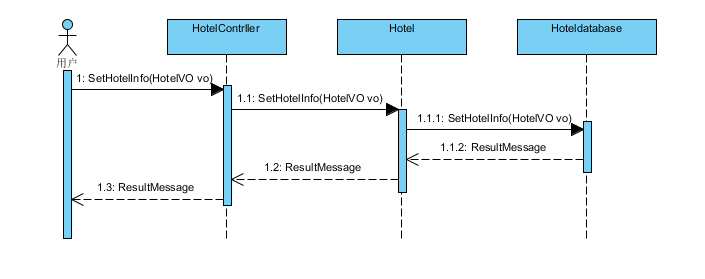 HotelContrller
Hotel
Hoteldatabase
用户
1: SetHotelInfo(HotelVO vo)
1.1: SetHotelInfo(HotelVO vo)
1.1.1: SetHotelInfo(HotelVO vo)
1.1.2: ResultMessage
1.2: ResultMessage
1.3: ResultMessage